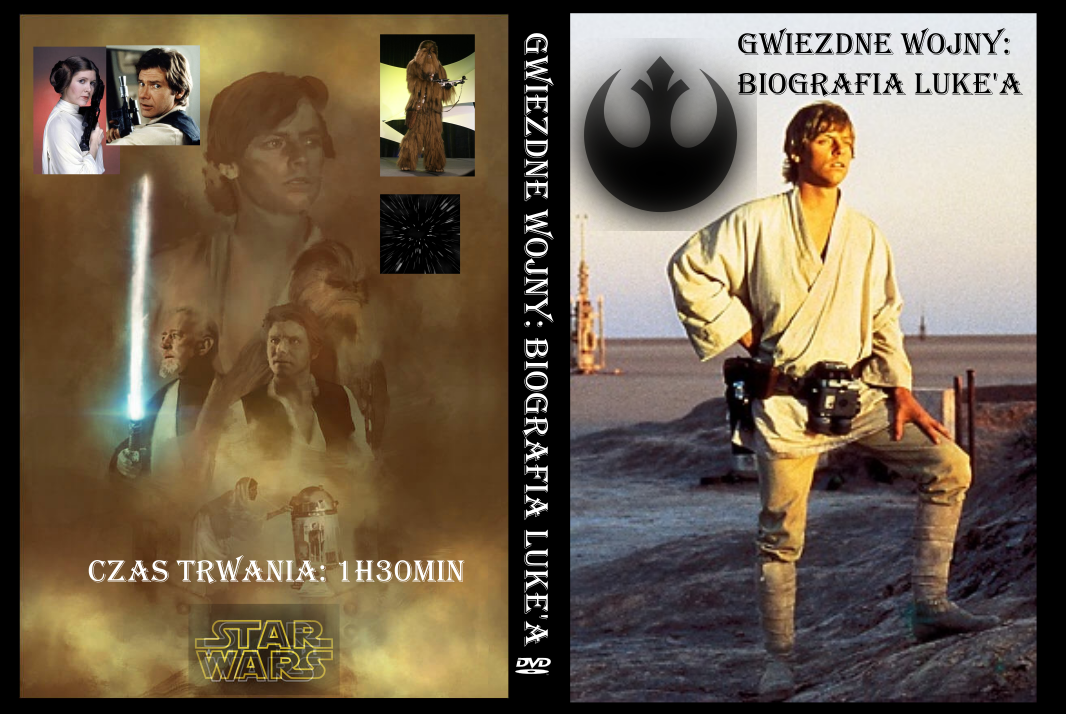 CZAS TRWANIA: 1H30MIN
STAR
WARS
GWIEZDNE WOJNY: BIOGRAFIA LUKE'A
DVD
GWIEZDNE WOJNY:
BIOGRAFIA LUKE'A